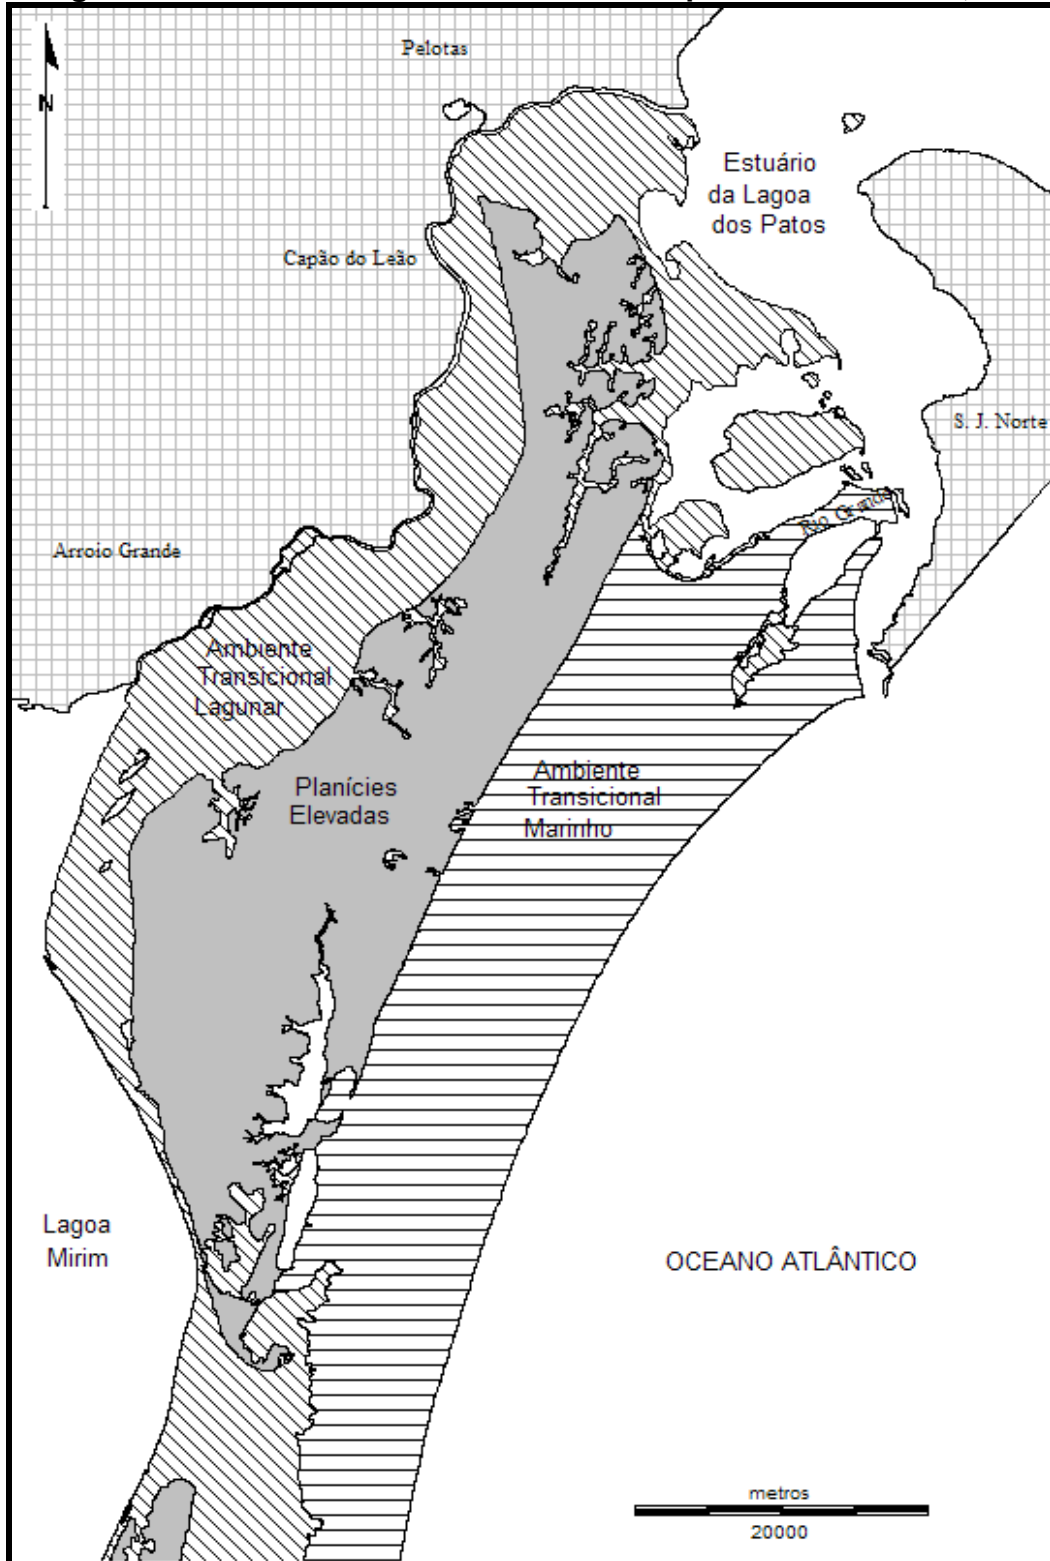 Pelotas
N
Estuário
da Lagoa
dos Patos
Capão do Leão
S. J. Norte
Rio Grande
Arroio Grande
Ambiente
Transicional
Lagunar
Planícies
Elevadas
Ambiente
Transicional
Marinho
Lagoa
Mirim
OCEANO ATLÂNTICO
metros
20000